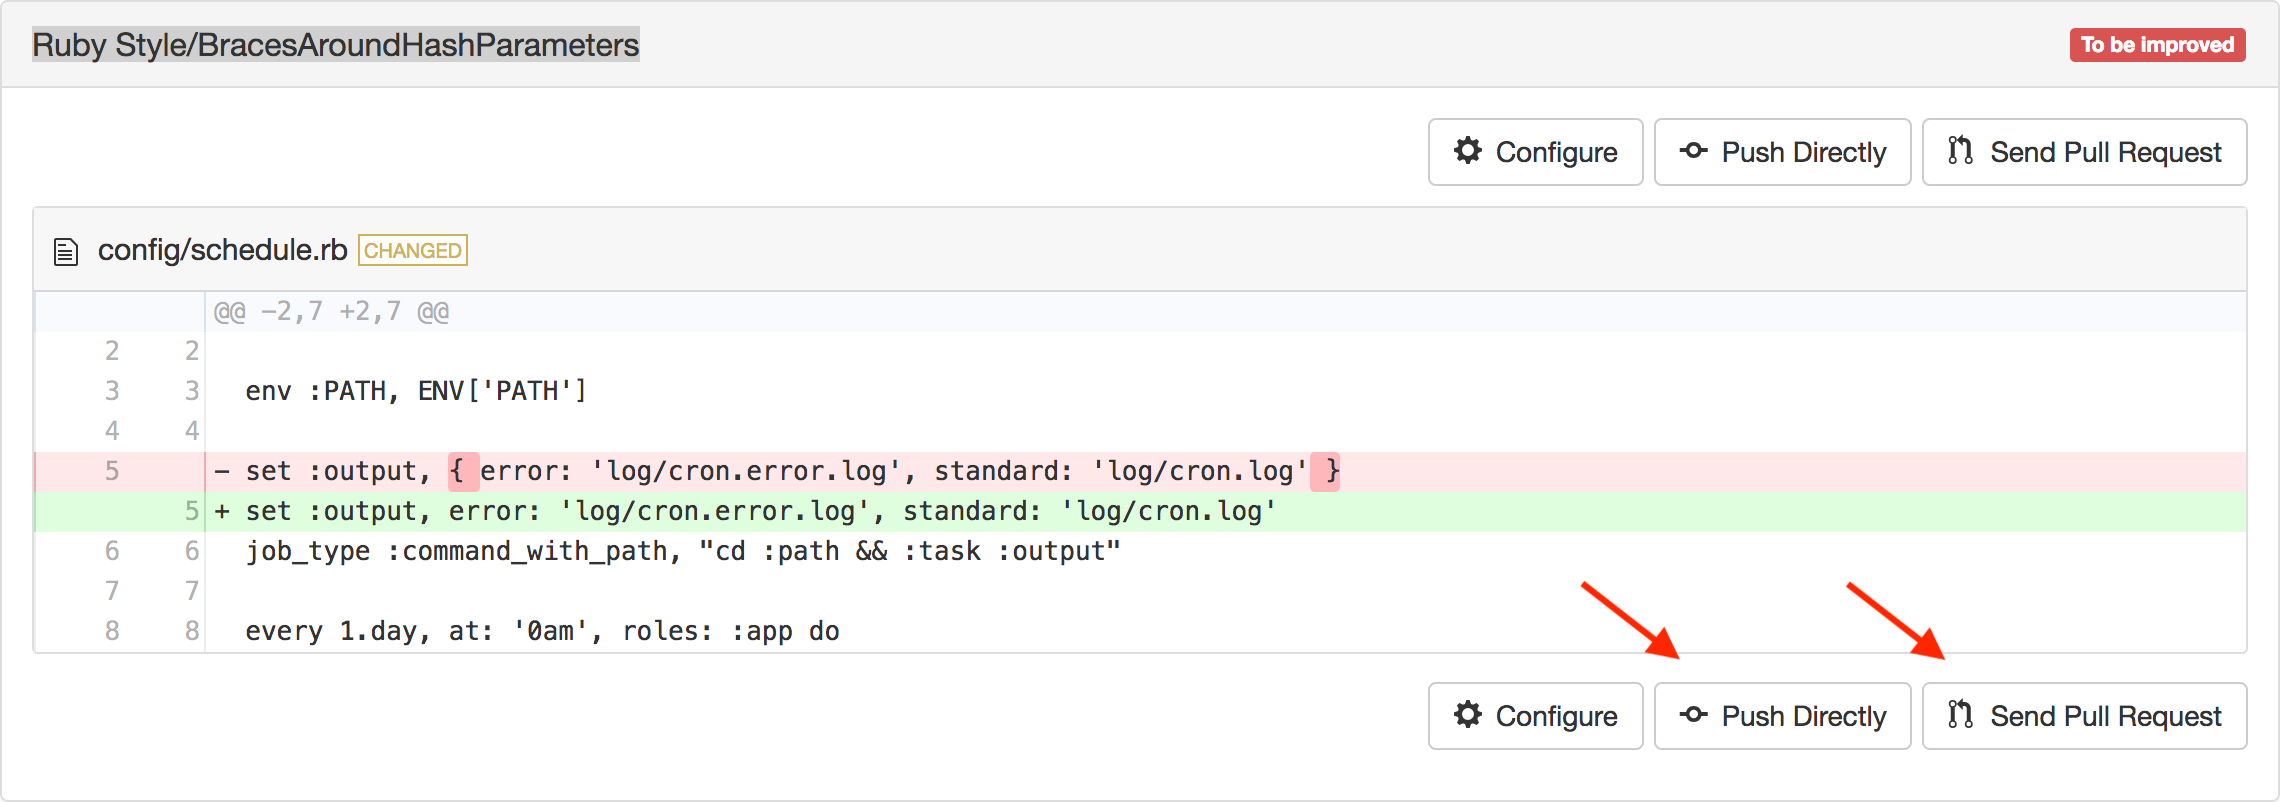 Ruby Style/BracesAroundHashParameters To be improved
Configure Push Directly Send Pull Request
config/schedule.rb CHANGED
@@ -2,7 +2,7 @@
2 2
3 3 env :PATH, ENV['PATH']
4 4
5 - set :output, { error: 'log/cron.error.log', standard: 'log/cron.log' }
5 + set :output, error: 'log/cron.error.log', standard: 'log/cron.log'
6 6 job_type :command_with_path, "cd :path && :task :output"
7 7
8 8 every 1.day, at: '0am', roles: :app do
Configure Push Directly Send Pull Request